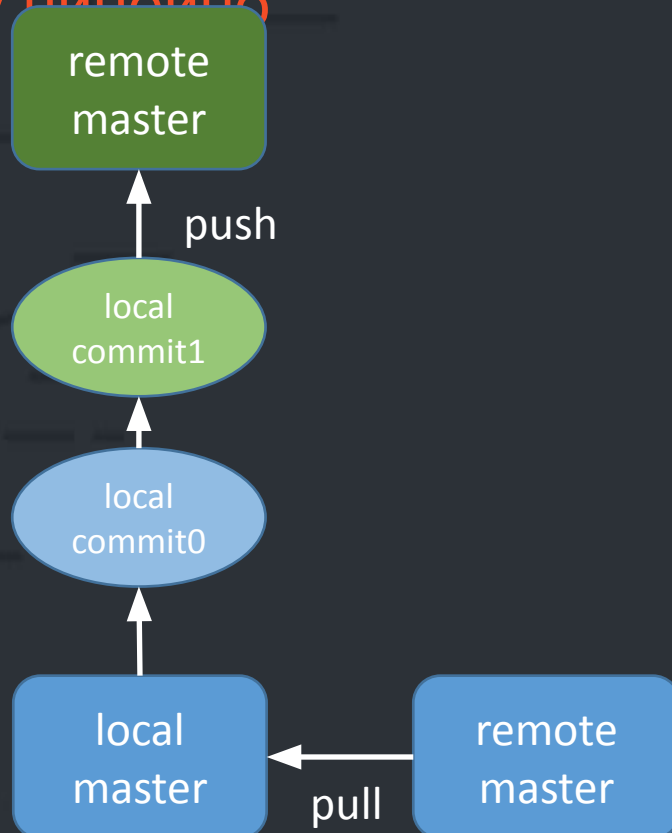 remote
master
push
local
commit1
local
commit0
local
master
remote
master
pull